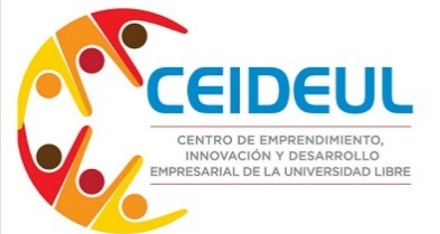 CEIDEUL
CENTRO DE EMPRENDIMIENTO,
INNOVACIÓN Y DESARROLLO
EMPRESARIAL DE LA UNIVERSIDAD LIBRE